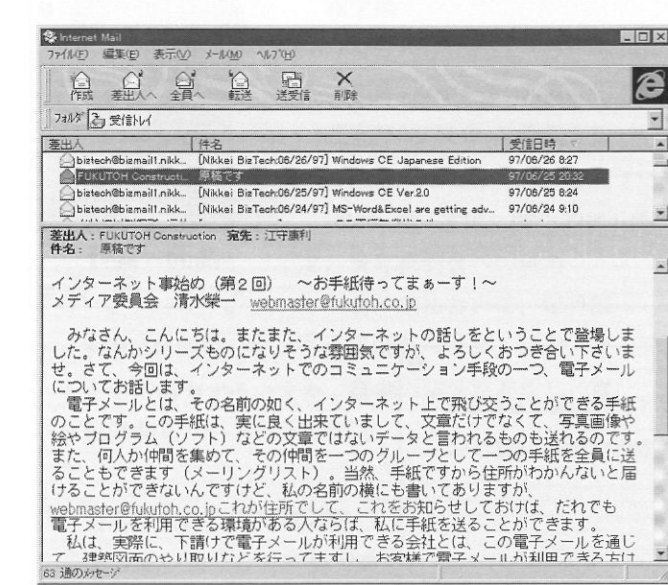 Internet Mail
ファイル(F) 編集(E) 表示(V) メール(M) ヘルプ(H)
作成 差出人へ 全員へ 転送 送受信 削除
フォルダ 受信トレイ
差出人 件名 受信日時
biztech@bizmail1.nikk... [Nikkei BizTech:06/26/97] Windows CE Japanese Edition 97/06/26 8:27
FUKUTOH Constructi... 原稿です 97/06/25 20:32
biztech@bizmail1.nikk... [Nikkei BizTech:06/25/97] Windows CE Ver.2.0 97/06/25 8:24
biztech@bizmail1.nikk... [Nikkei BizTech:06/24/97] MS-Word&Excel are getting adv... 97/06/24 9:10
差出人：FUKUTOH Construction 宛先：江守廣利
件名： 原稿です
インターネット事始め（第２回） ～お手紙待ってまぁーす！～
メディア委員会 清水榮一 webmaster@fukutoh.co.jp
みなさん、こんにちは。またまた、インターネットの話しをということで登場しま
した。なんかシリーズものになりそうな雰囲気ですが、よろしくおつき合い下さいま
せ。さて、今回は、インターネットでのコミュニケーション手段の一つ、電子メール
についてお話します。
電子メールとは、その名前の如く、インターネット上で飛び交うことができる手紙
のことです。この手紙は、実に良く出来ていまして、文章だけでなくて、写真画像や
絵やプログラム（ソフト）などの文章ではないデータと言われるものも送れるのです。
また、何人か仲間を集めて、その仲間を一つのグループとして一つの手紙を全員に送
ることもできます（メーリングリスト）。当然、手紙ですから住所がわかんないと届
けることができないんですけど、私の名前の横にも書いてありますが、
webmaster@fukutoh.co.jpこれが住所でして、これをお知らせしておけば、だれでも
電子メールを利用できる環境がある人ならば、私に手紙を送ることができます。
私は、実際に、下請けで電子メールが利用できる会社とは、この電子メールを通じ
て、建築図面のやり取りなどを行ってますし、お客様で電子メールが利用できる方は
63 通のメッセージ